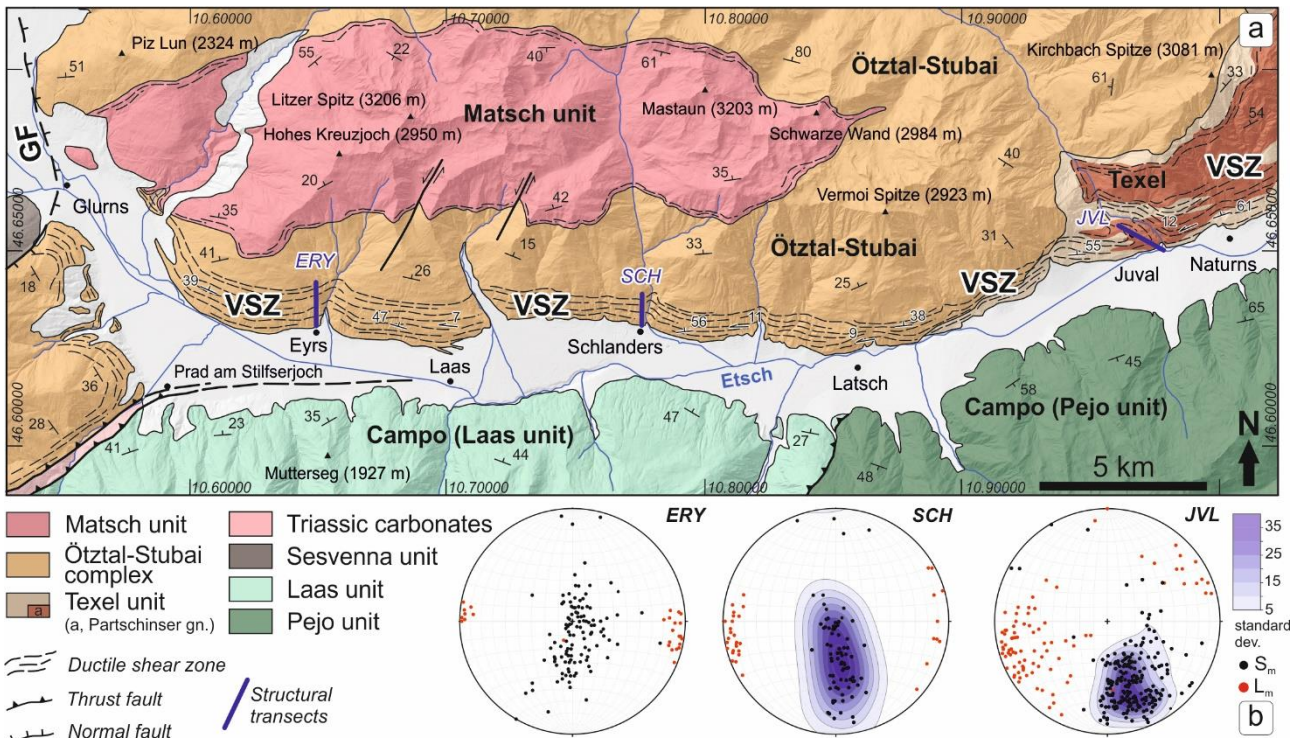 10.60000
10.70000
10.80000
10.90000
a
Piz Lun (2324 m)
51
55
22
40
61
80
Ötztal-Stubai
Kirchbach Spitze (3081 m)
61
33
54
Litzer Spitz (3206 m)
Matsch unit
Mastaun (3203 m)
Hohes Kreuzjoch (2950 m)
Schwarze Wand (2984 m)
GF
40
VSZ
Texel
20
35
Glurns
46.65000
35
42
Vermoi Spitze (2923 m)
JVL
12
61
46.65000
41
ERY
15
33
Ötztal-Stubai
31
55
Naturns
18
39
26
SCH
25
VSZ
Juval
VSZ
VSZ
47
7
56
11
9
38
65
Eyrs
Schlanders
Prad am Stilfserjoch
Laas
Etsch
Latsch
45
36
46.60000
58
28
23
35
47
Campo (Pejo unit)
46.60000
41
Campo (Laas unit)
27
N
Mutterseg (1927 m)
44
48
5 km
10.60000
10.70000
10.80000
10.90000
Matsch unit
Ötztal-Stubai
complex
Texel unit
a
(a, Partschinser gn.)
Triassic carbonates
Sesvenna unit
Laas unit
Pejo unit
Ductile shear zone
Thrust fault
Normal fault
Structural
transects
ERY
SCH
JVL
35
25
15
5
standard
dev.
Sm
Lm
b